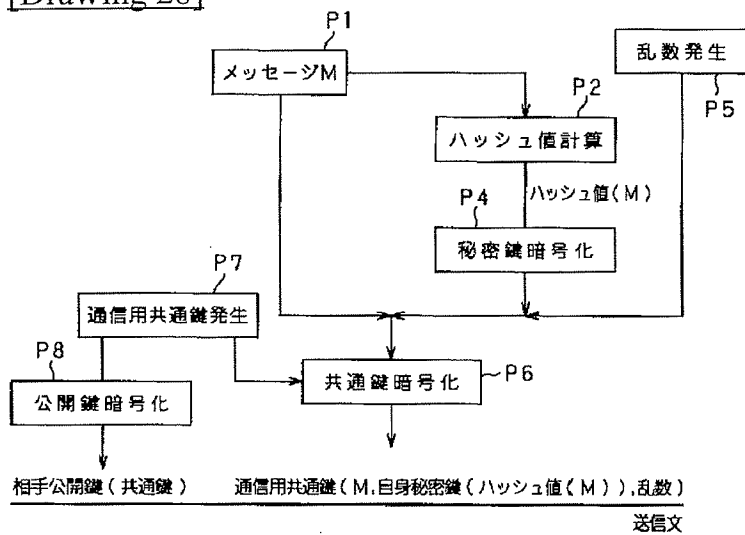 P1
メッセージM
乱数発生
P5
P2
ハッシュ値計算
ハッシュ値(M)
P4
秘密鍵暗号化
P7
通信用共通鍵発生
P8
公開鍵暗号化
共通鍵暗号化
P6
相手公開鍵(共通鍵)
通信用共通鍵(M,自身秘密鍵(ハッシュ値(M)),乱数)
送信文